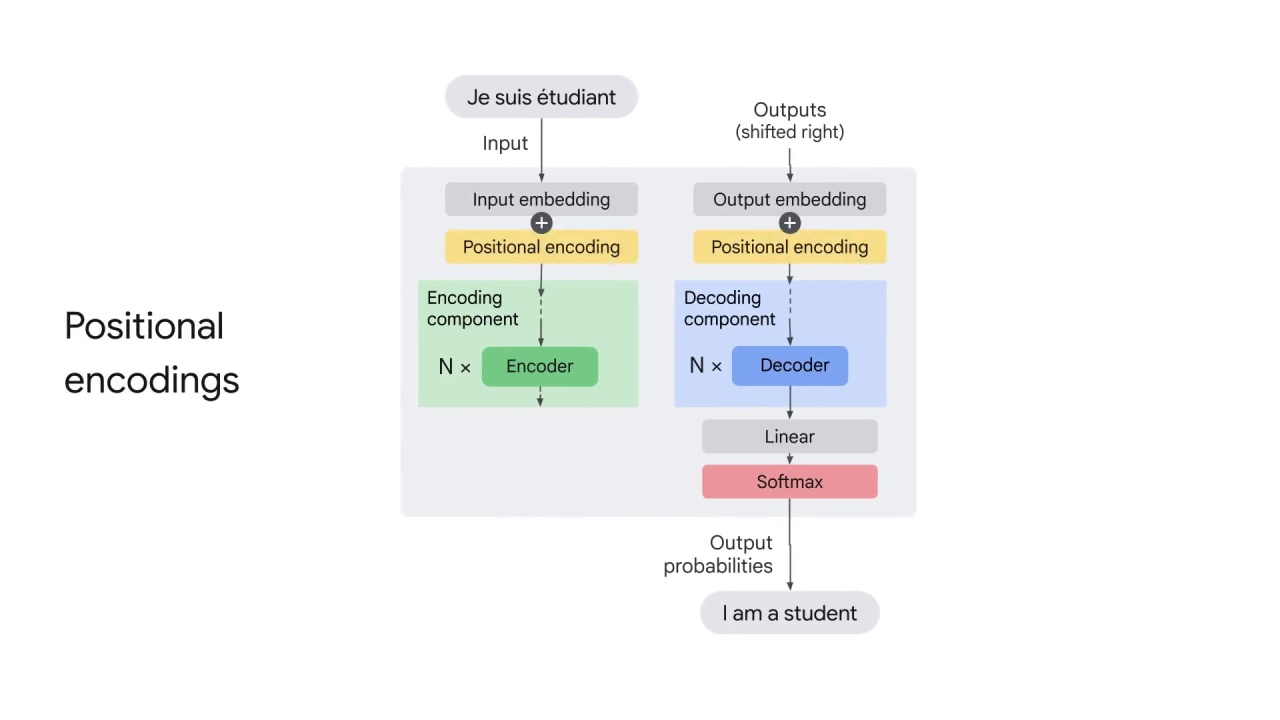 Positional
encodings
Je suis étudiant
Input
Input embedding
+
Positional encoding
Encoding
component
N × Encoder
Outputs
(shifted right)
Output embedding
+
Positional encoding
Decoding
component
N × Decoder
Linear
Softmax
Output
probabilities
I am a student